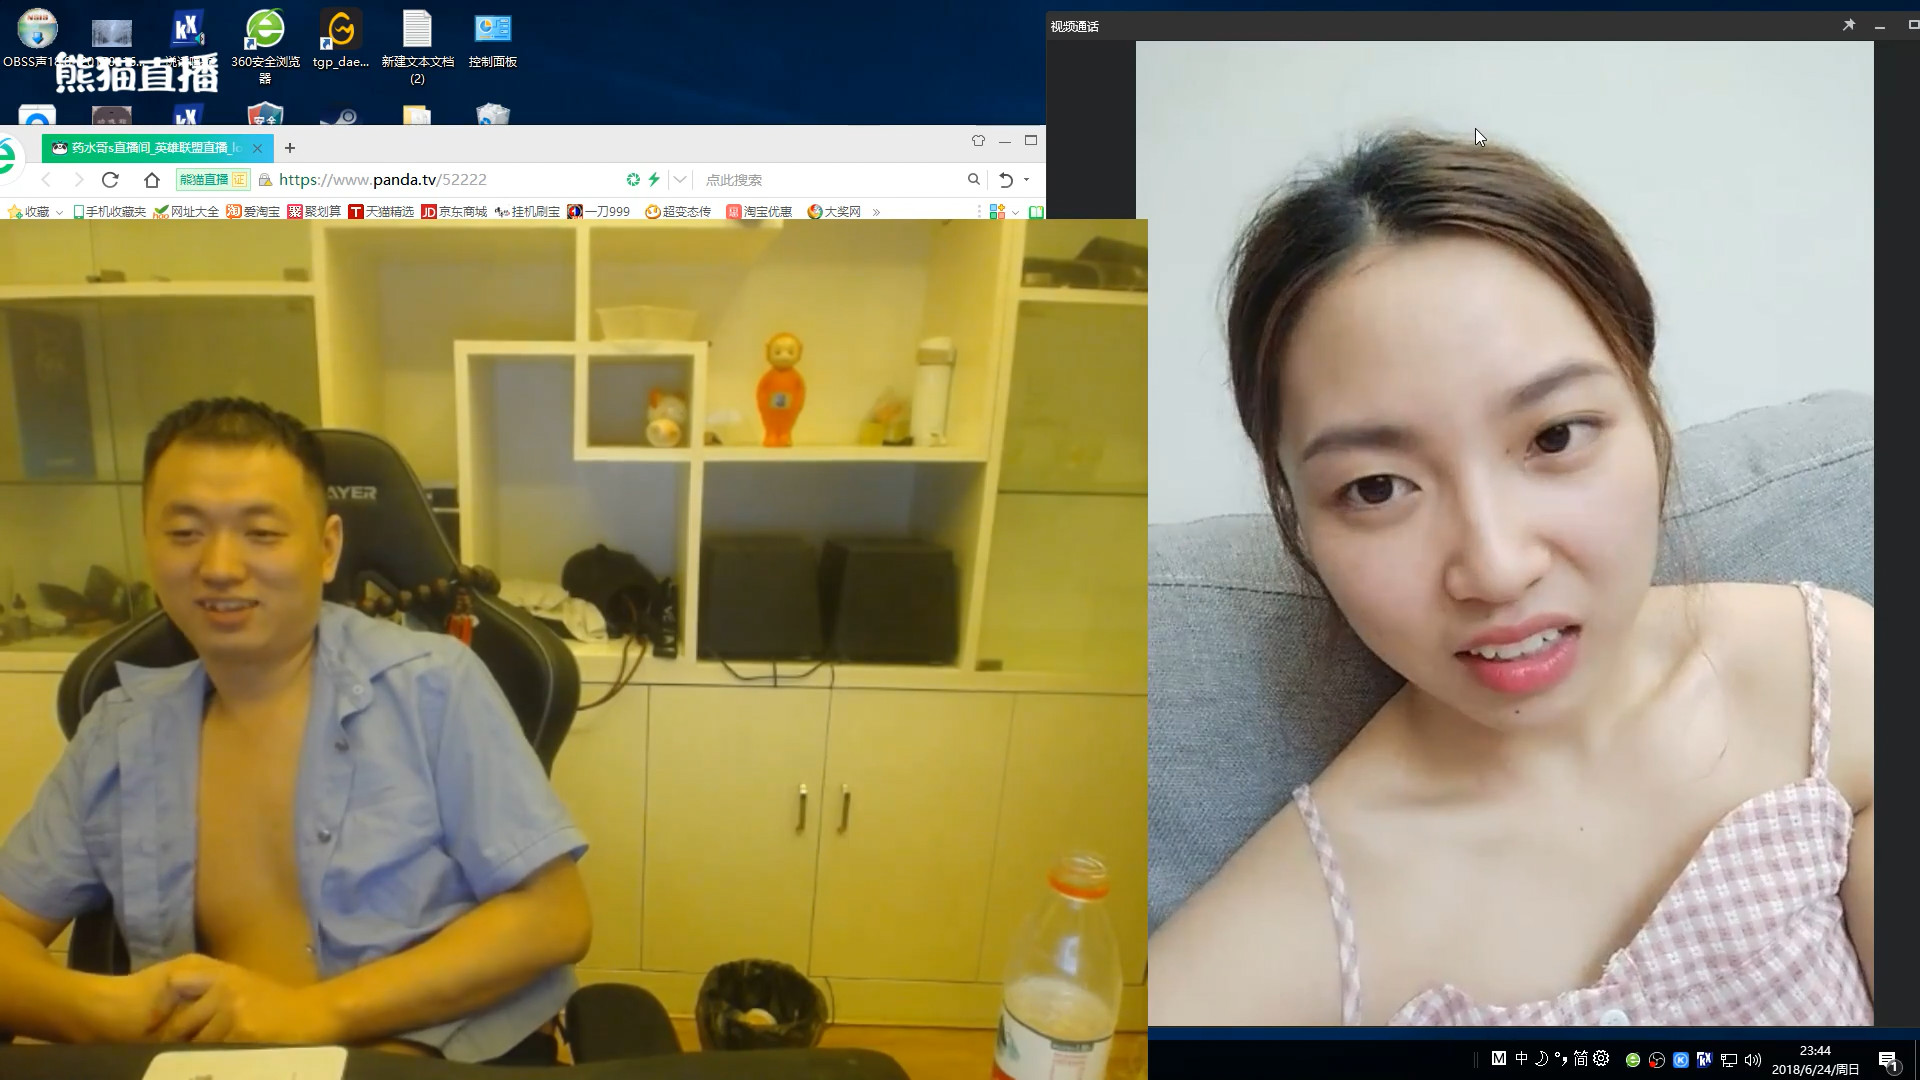 OBSS声
熊猫直播
360安全浏览
器
tgp_dae...
新建文本文档
(2)
控制面板
安全
视频通话
药水哥s直播间_英雄联盟直播_lo
熊猫直播 证
https://www.panda.tv/52222
点此搜索
收藏
手机收藏夹
网址大全
爱淘宝
聚划算
天猫精选
京东商城
挂机刷宝
一刀999
超变态传
淘宝优惠
大奖网
»
AYER
M 中 简
23:44
2018/6/24/周日
1